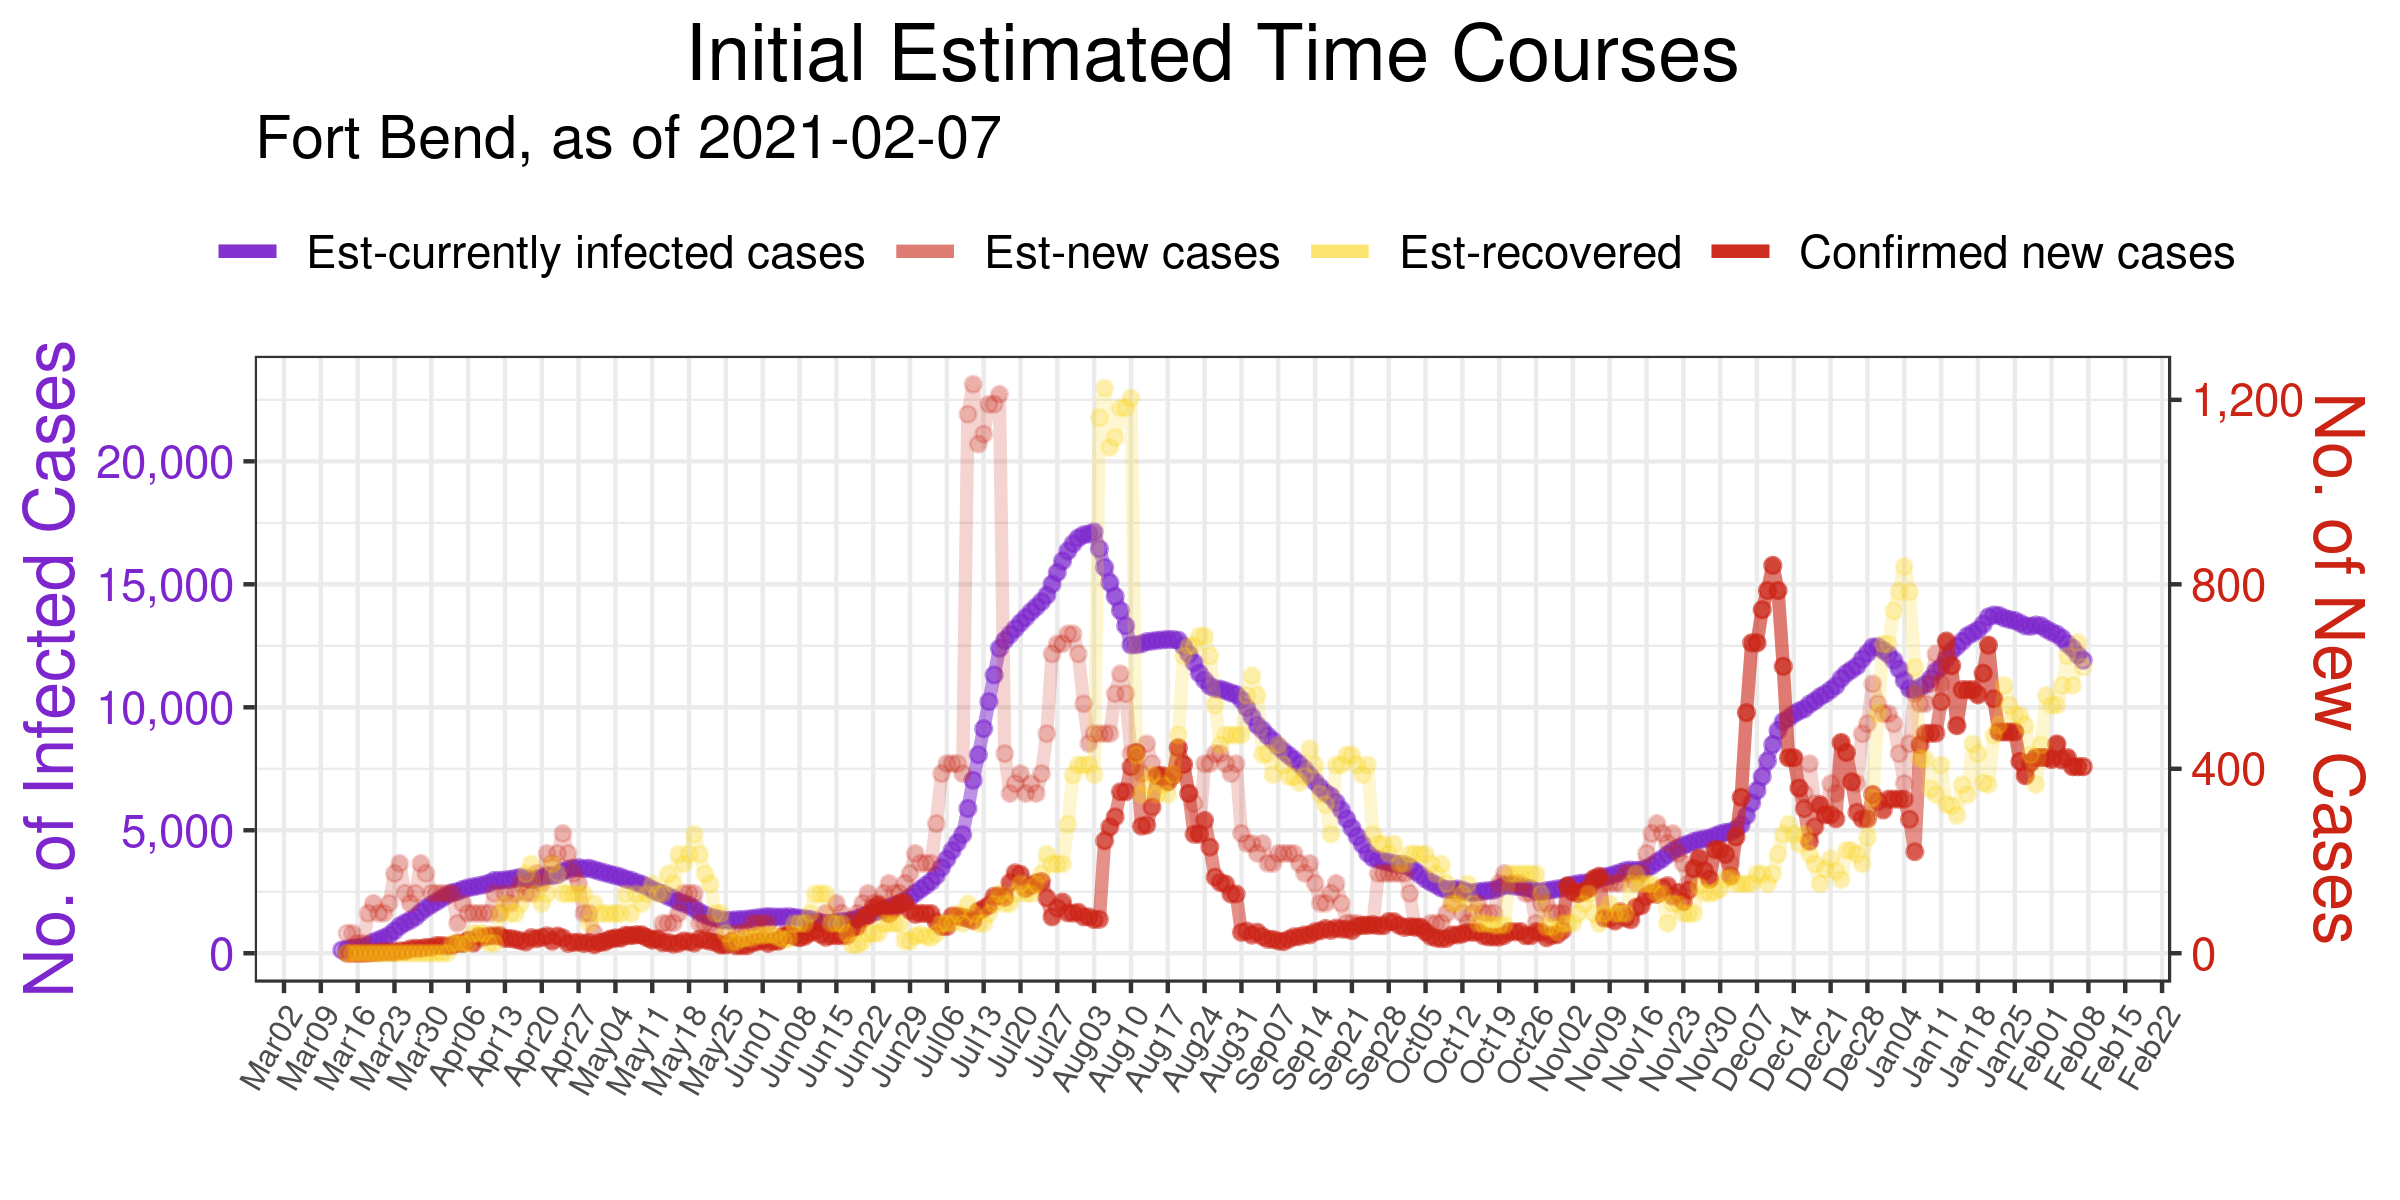 Initial Estimated Time Courses
Fort Bend, as of 2021-02-07
Est-currently infected cases
Est-new cases
Est-recovered
Confirmed new cases
No. of Infected Cases
20,000
15,000
10,000
5,000
0
1,200
800
400
0
No. of New Cases
Mar02
Mar09
Mar16
Mar23
Mar30
Apr06
Apr13
Apr20
Apr27
May04
May11
May18
May25
Jun01
Jun08
Jun15
Jun22
Jun29
Jul06
Jul13
Jul20
Jul27
Aug03
Aug10
Aug17
Aug24
Aug31
Sep07
Sep14
Sep21
Sep28
Oct05
Oct12
Oct19
Oct26
Nov02
Nov09
Nov16
Nov23
Nov30
Dec07
Dec14
Dec21
Dec28
Jan04
Jan11
Jan18
Jan25
Feb01
Feb08
Feb15
Feb22